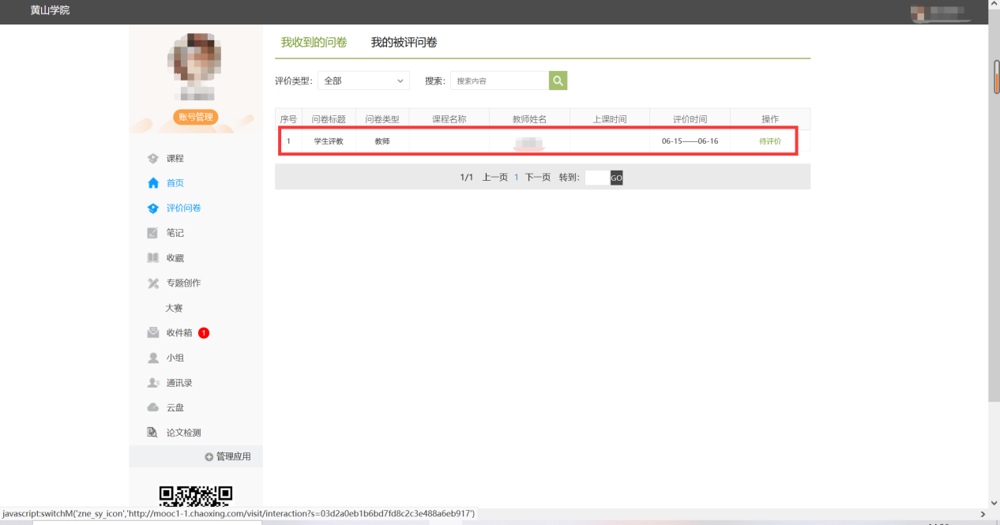 黄山学院
账号管理
课程
首页
评价问卷
笔记
收藏
专题创作
大赛
收件箱 1
小组
通讯录
云盘
论文检测
管理应用
我收到的问卷 我的被评问卷
评价类型: 全部 搜索: 搜索内容
序号 问卷标题 问卷类型 课程名称 教师姓名 上课时间 评价时间 操作
1 学生评教 教师 06-15——06-16 待评价
1/1 上一页 1 下一页 转到: GO
javascript:switchM('zne_sy_icon','http://mooc1-1.chaoxing.com/visit/interaction?s=03d2a0eb1b6bd7fd8c2c3e488a6eb917')